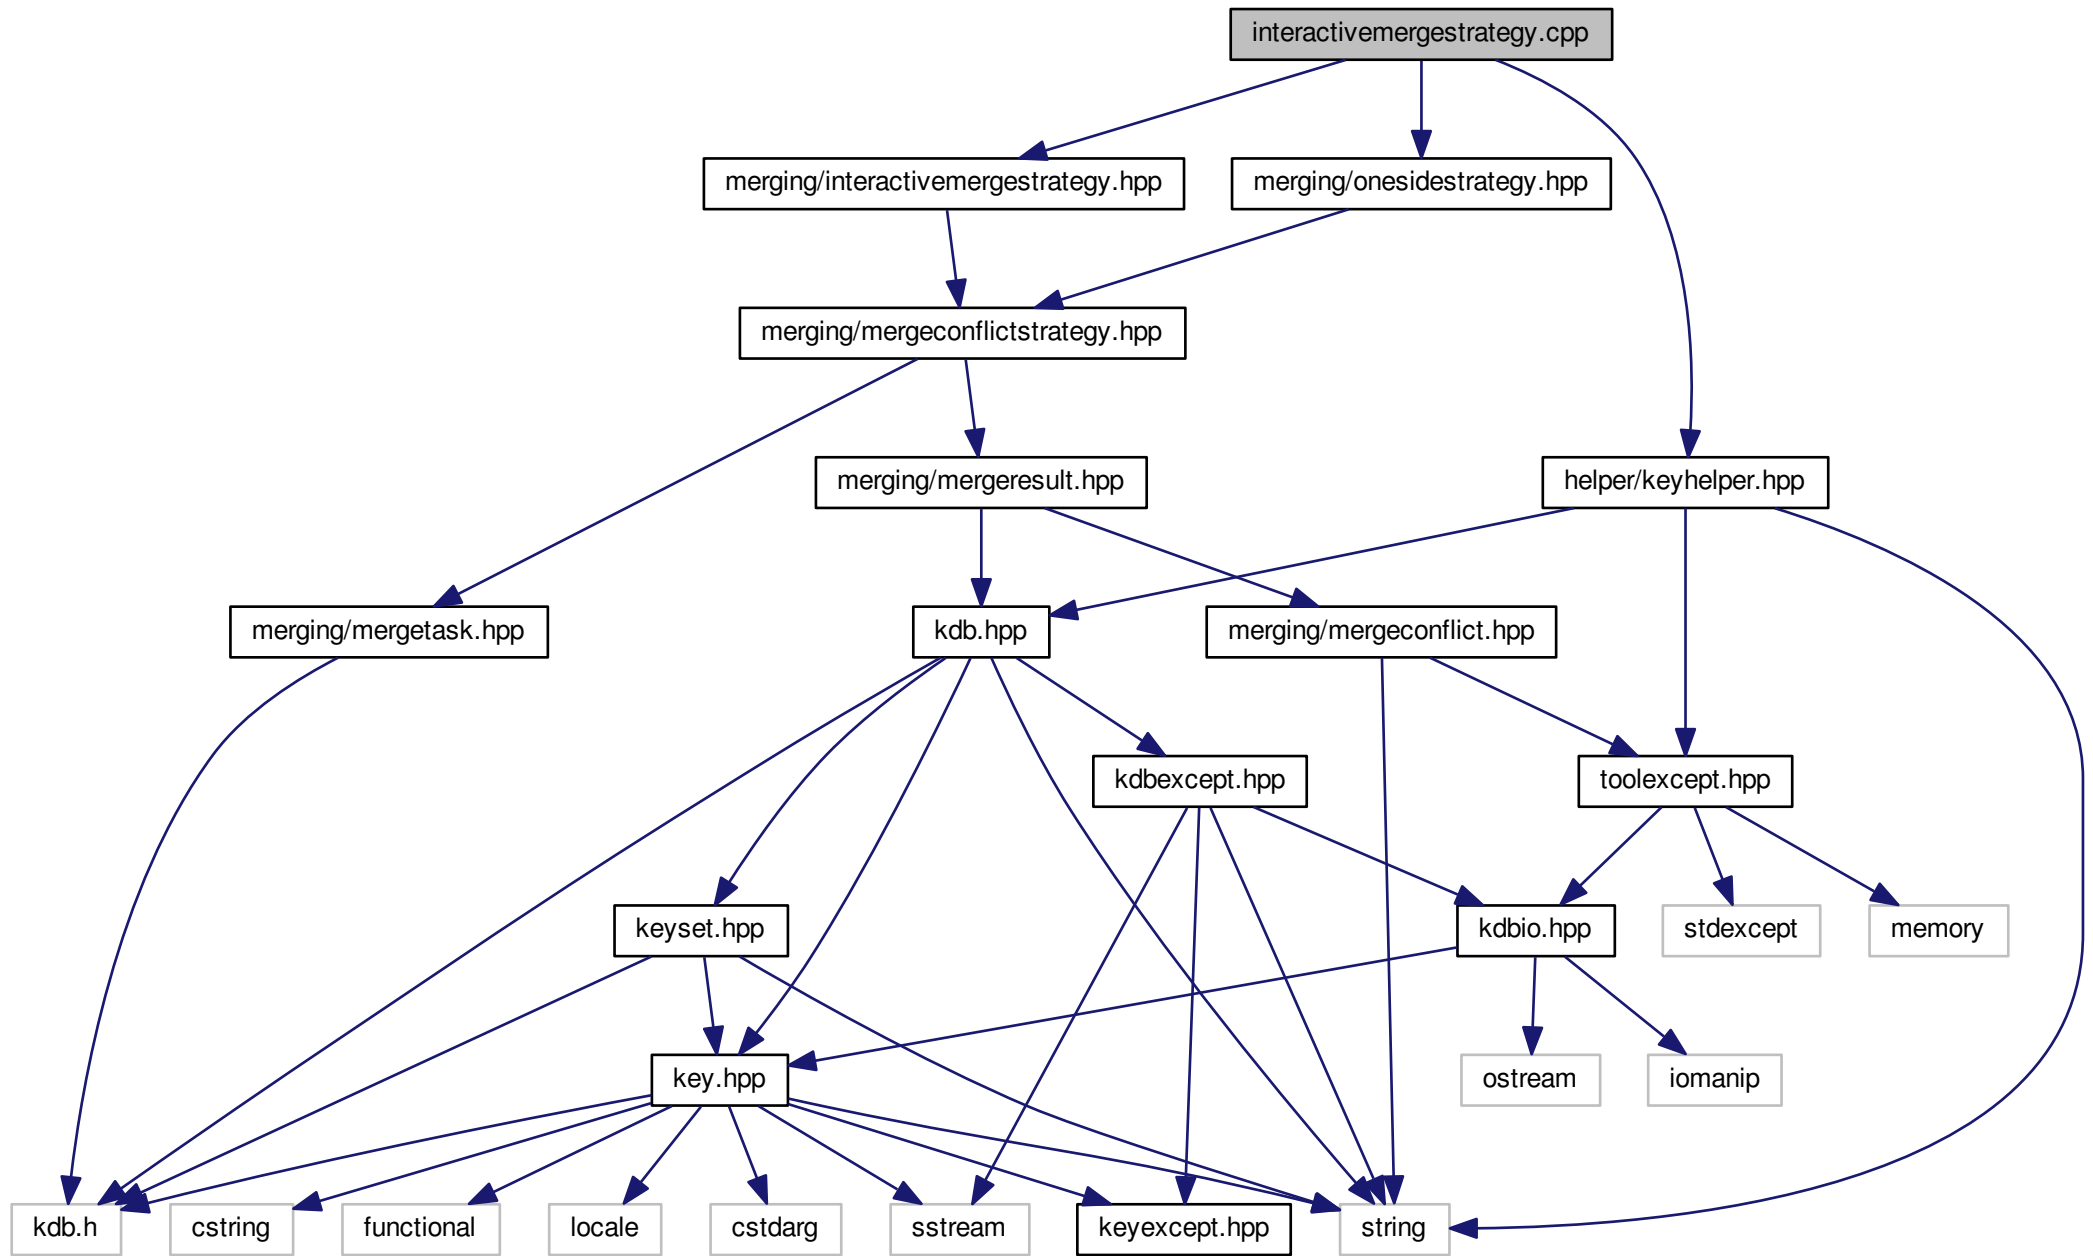 interactivemergestrategy.cpp
merging/interactivemergestrategy.hpp
merging/onesidestrategy.hpp
merging/mergeconflictstrategy.hpp
merging/mergeresult.hpp
helper/keyhelper.hpp
merging/mergetask.hpp
kdb.hpp
merging/mergeconflict.hpp
kdbexcept.hpp
toolexcept.hpp
keyset.hpp
kdbio.hpp
stdexcept
memory
key.hpp
ostream
iomanip
kdb.h
cstring
functional
locale
cstdarg
sstream
keyexcept.hpp
string